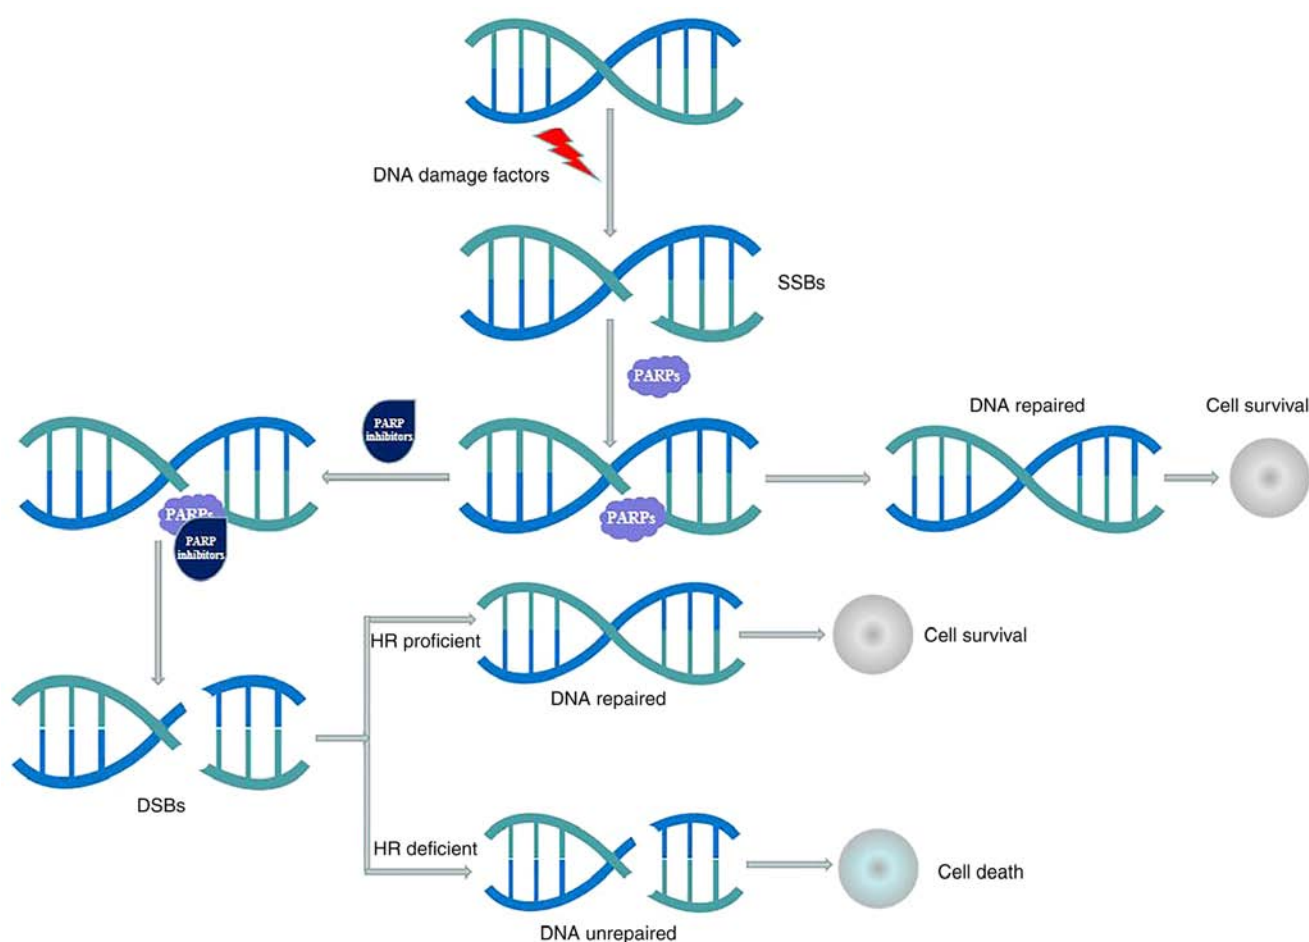 DNA damage factors
SSBs
PARPs
DNA repaired
Cell survival
PARP
inhibitors
PARPs
PARPs
PARP
inhibitors
HR proficient
Cell survival
DNA repaired
DSBs
HR deficient
Cell death
DNA unrepaired